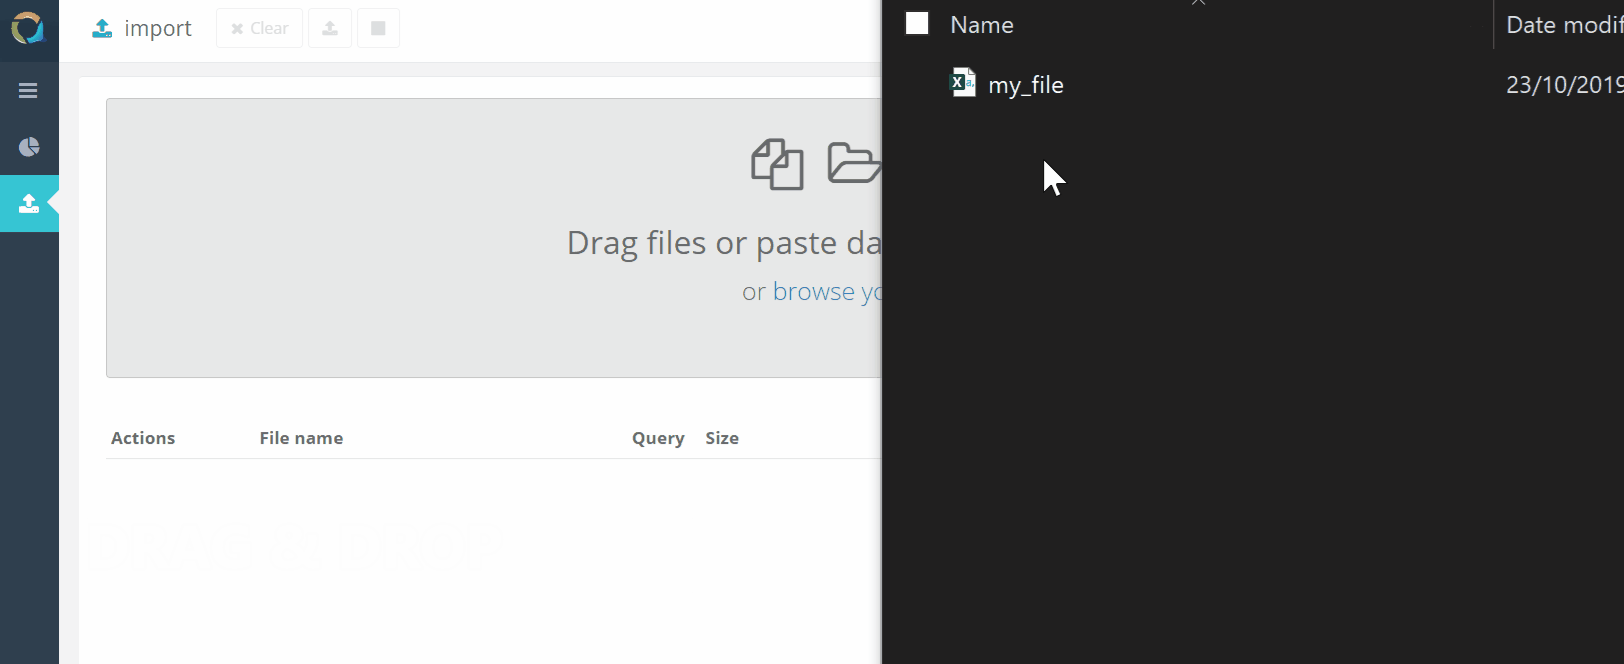 import
Clear
Drag files or paste da
or browse yo
Actions File name Query Size
Name Date modif
my_file 23/10/2019